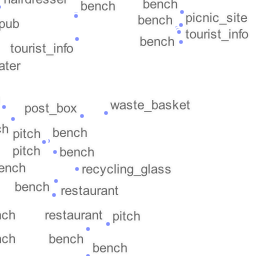 hairdresser
bench
bench
pub
bench
picnic_site
tourist_info
bench
tourist_info
ater
post_box
waste_basket
ch
pitch
bench
pitch
bench
ench
recycling_glass
bench
restaurant
ch
restaurant
pitch
ch
bench
bench